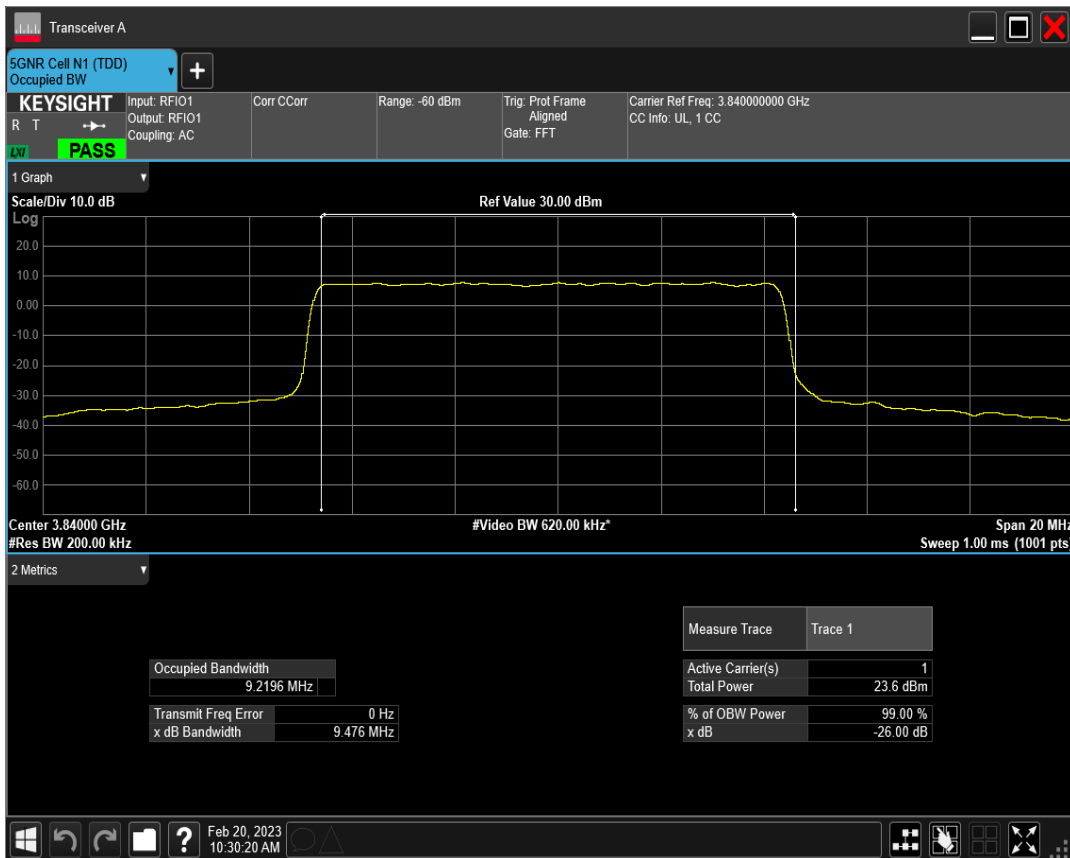 Transceiver A
5GNR Cell N1 (TDD)
Occupied BW
KEYSIGHT
R T
LXI
PASS
Input: RFIO1
Output: RFIO1
Coupling: AC
Corr CCorr
Range: -60 dBm
Trig: Prot Frame
Aligned
Gate: FFT
Carrier Ref Freq: 3.840000000 GHz
CC Info: UL, 1 CC
1 Graph
Scale/Div 10.0 dB
Ref Value 30.00 dBm
Log
20.0
10.0
0.00
-10.0
-20.0
-30.0
-40.0
-50.0
-60.0
Center 3.84000 GHz
#Video BW 620.00 kHz*
Span 20 MHz
#Res BW 200.00 kHz
Sweep 1.00 ms (1001 pts)
2 Metrics
Measure Trace Trace 1
Occupied Bandwidth
9.2196 MHz
Active Carrier(s) 1
Total Power 23.6 dBm
Transmit Freq Error 0 Hz
x dB Bandwidth 9.476 MHz
% of OBW Power 99.00 %
x dB -26.00 dB
?
Feb 20, 2023
10:30:20 AM